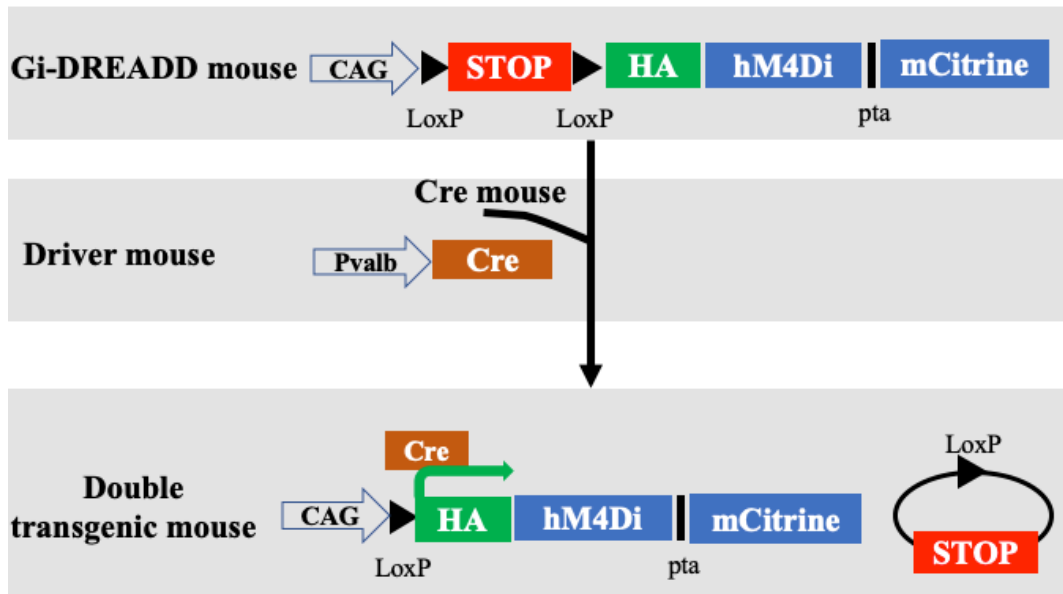 Gi-DREADD mouse
CAG
STOP
HA
hM4Di
mCitrine
LoxP
LoxP
pta
Cre mouse
Driver mouse
Pvalb
Cre
Double
transgenic mouse
Cre
CAG
HA
hM4Di
mCitrine
LoxP
pta
LoxP
STOP